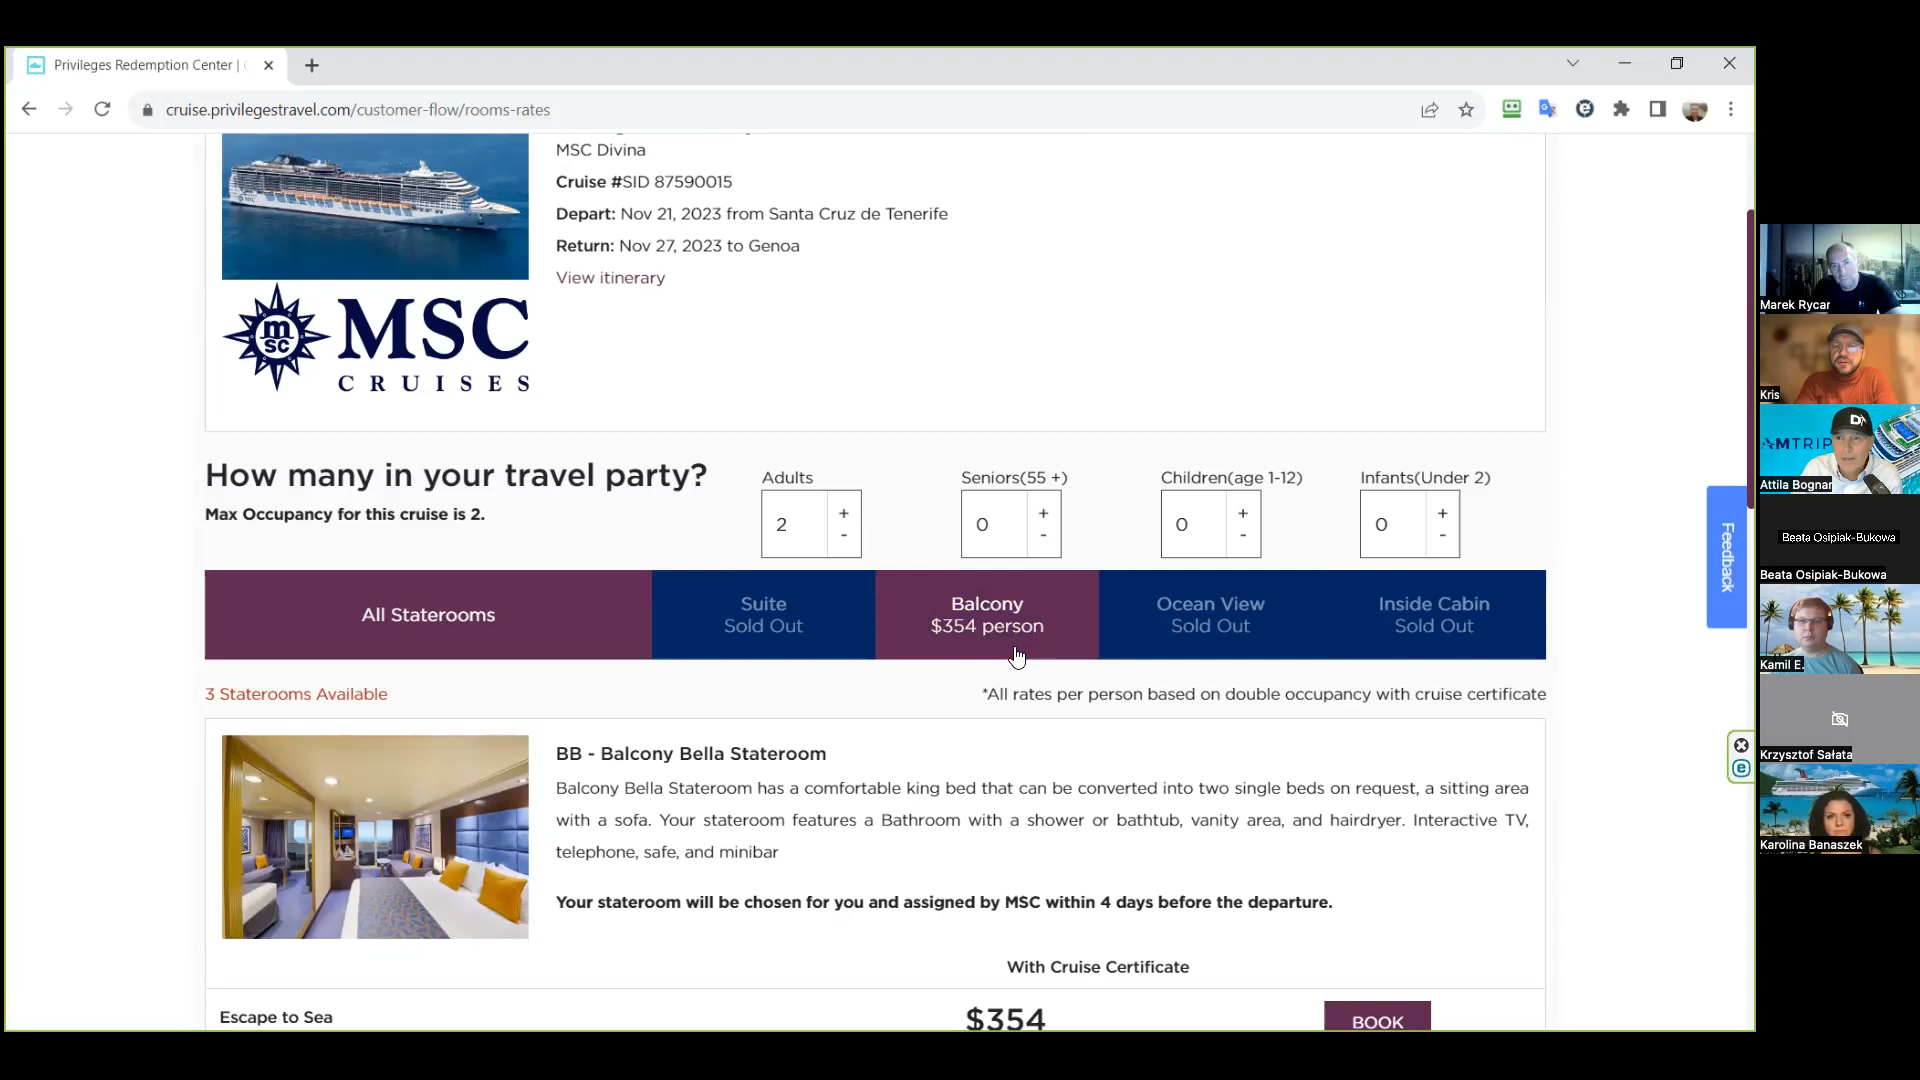 Privileges Redemption Center |
cruise.privilegestravel.com/customer-flow/rooms-rates
MSC Divina
Cruise #SID 87590015
Depart: Nov 21, 2023 from Santa Cruz de Tenerife
Return: Nov 27, 2023 to Genoa
View itinerary
m
SC
MSC
CRUISES
How many in your travel party?
Max Occupancy for this cruise is 2.
Adults
2
+
-
Seniors(55 +)
0
+
-
Children(age 1-12)
0
+
-
Infants(Under 2)
0
+
-
All Staterooms
Suite
Sold Out
Balcony
$354 person
Ocean View
Sold Out
Inside Cabin
Sold Out
3 Staterooms Available
*All rates per person based on double occupancy with cruise certificate
BB - Balcony Bella Stateroom
Balcony Bella Stateroom has a comfortable king bed that can be converted into two single beds on request, a sitting area
with a sofa. Your stateroom features a Bathroom with a shower or bathtub, vanity area, and hairdryer. Interactive TV,
telephone, safe, and minibar
Your stateroom will be chosen for you and assigned by MSC within 4 days before the departure.
With Cruise Certificate
Escape to Sea
$354
BOOK
Feedback
Marek Rycar
Kris
AMTRIP
Attila Bognar
Beata Osipiak-Bukowa
Beata Osipiak-Bukowa
Kamil E.
Krzysztof Sałata
Karolina Banaszek